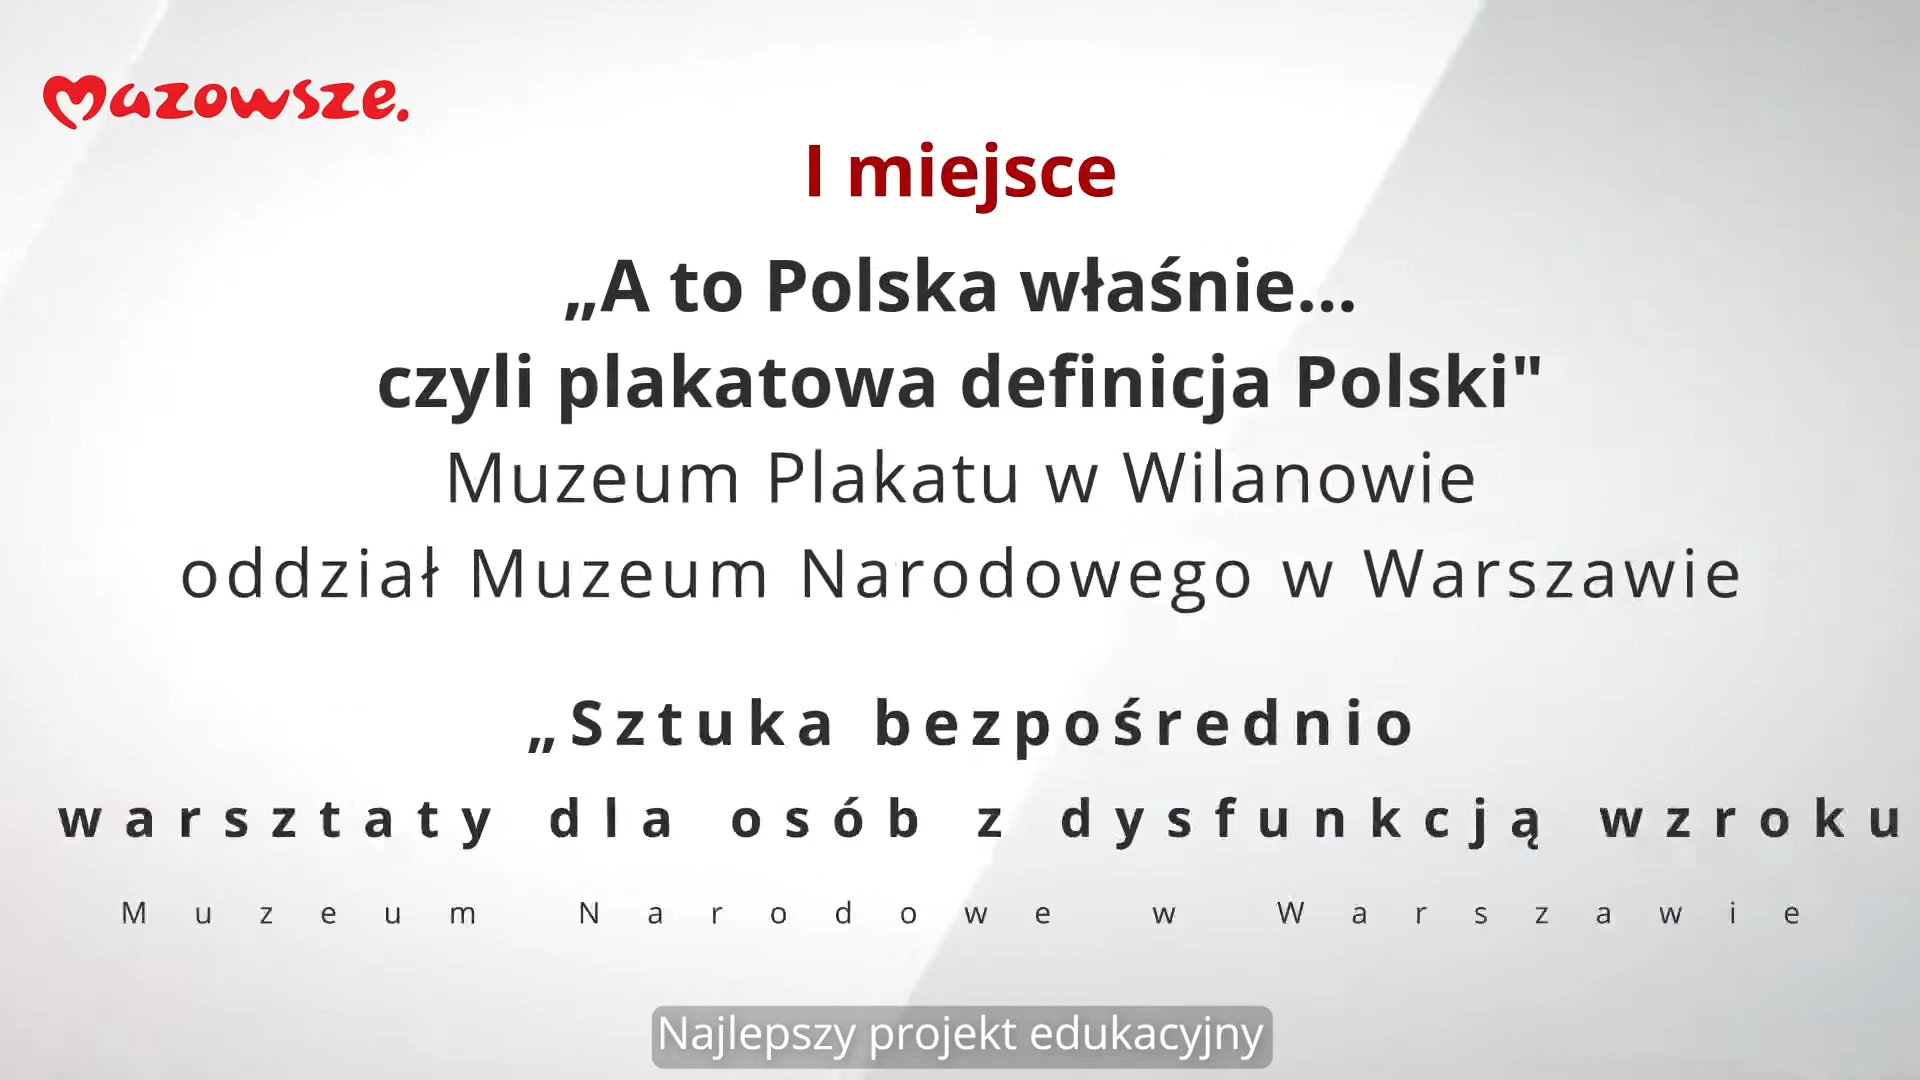 Mazowsze.
I miejsce
„A to Polska właśnie...
czyli plakatowa definicja Polski"
Muzeum Plakatu w Wilanowie
oddział Muzeum Narodowego w Warszawie
„Sztuka bezpośrednio
warsztaty dla osób z dysfunkcją wzroku
Muzeum Narodowe w Warszawie
Najlepszy projekt edukacyjny